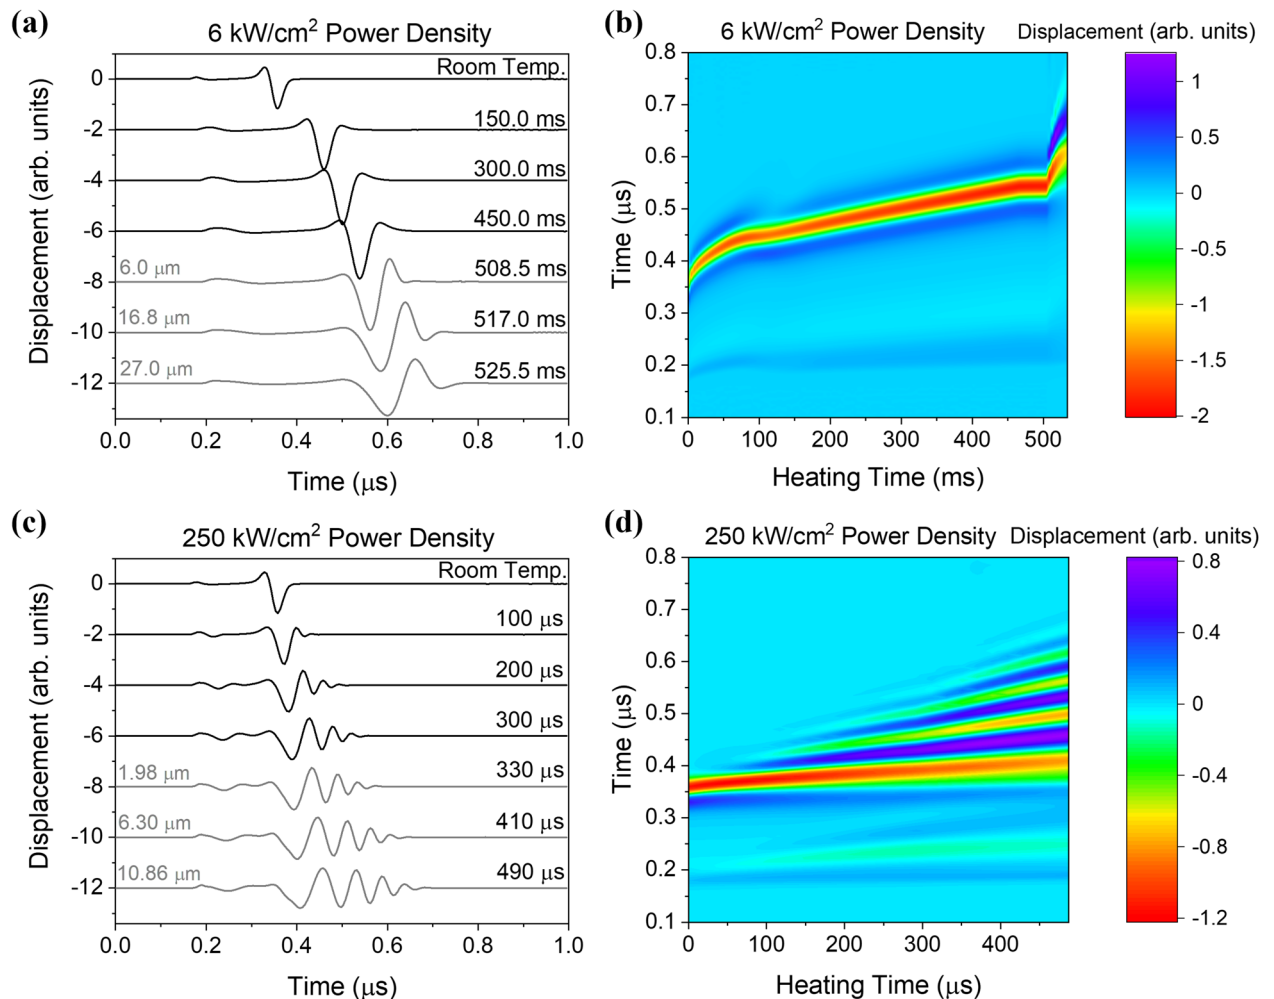 (a)
6 kW/cm² Power Density
Displacement (arb. units)
0
-2
-4
-6
-8
-10
-12
Room Temp.
150.0 ms
300.0 ms
450.0 ms
6.0 μm
508.5 ms
16.8 μm
517.0 ms
27.0 μm
525.5 ms
0.0 0.2 0.4 0.6 0.8 1.0
Time (μs)
(b)
6 kW/cm² Power Density
Displacement (arb. units)
Time (μs)
0.8
0.7
0.6
0.5
0.4
0.3
0.2
0.1
0 100 200 300 400 500
Heating Time (ms)
1
0.5
0
-0.5
-1
-1.5
-2
(c)
250 kW/cm² Power Density
Displacement (arb. units)
0
-2
-4
-6
-8
-10
-12
Room Temp.
100 μs
200 μs
300 μs
1.98 μm
330 μs
6.30 μm
410 μs
10.86 μm
490 μs
0.0 0.2 0.4 0.6 0.8 1.0
Time (μs)
(d)
250 kW/cm² Power Density
Displacement (arb. units)
Time (μs)
0.8
0.7
0.6
0.5
0.4
0.3
0.2
0.1
0 100 200 300 400
Heating Time (μs)
0.8
0.4
0
-0.4
-0.8
-1.2